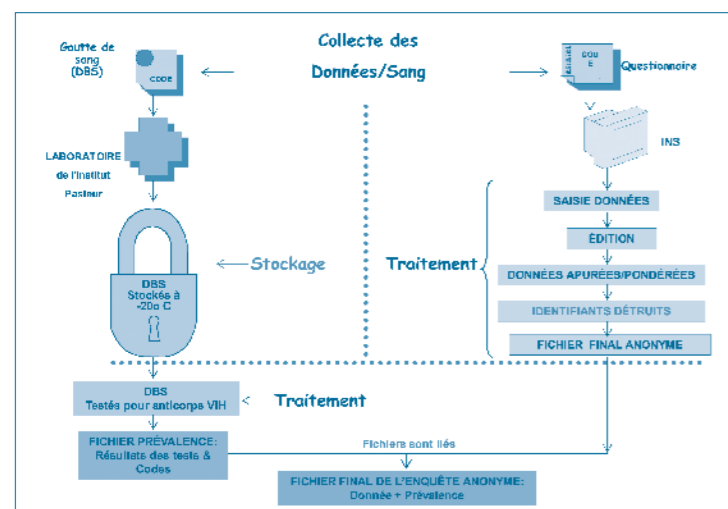 Goutte de
sang
(DBS)
CODE
Collecte des
Données/Sang
Questionnaire
LABORATOIRE
de l'Institut
Pasteur
INS
SAISIE DONNÉES
ÉDITION
Stockage
Traitement
DONNÉES APURÉES/PONDÉRÉES
DBS
Stockés à
-20o C
IDENTIFIANTS DÉTRUITS
FICHIER FINAL ANONYME
DBS
Testés pour anticorps VIH
Traitement
FICHIER PRÉVALENCE:
Résultats des tests &
Codes
Fichiers sont liés
FICHIER FINAL DE L'ENQUÊTE ANONYME:
Donnée + Prévalence